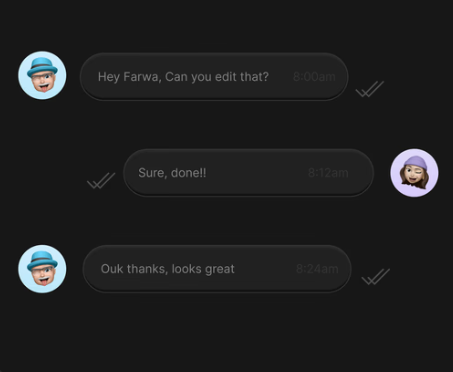 Hey Farwa, Can you edit that? 8:00am
Sure, done!! 8:12am
Ouk thanks, looks great 8:24am